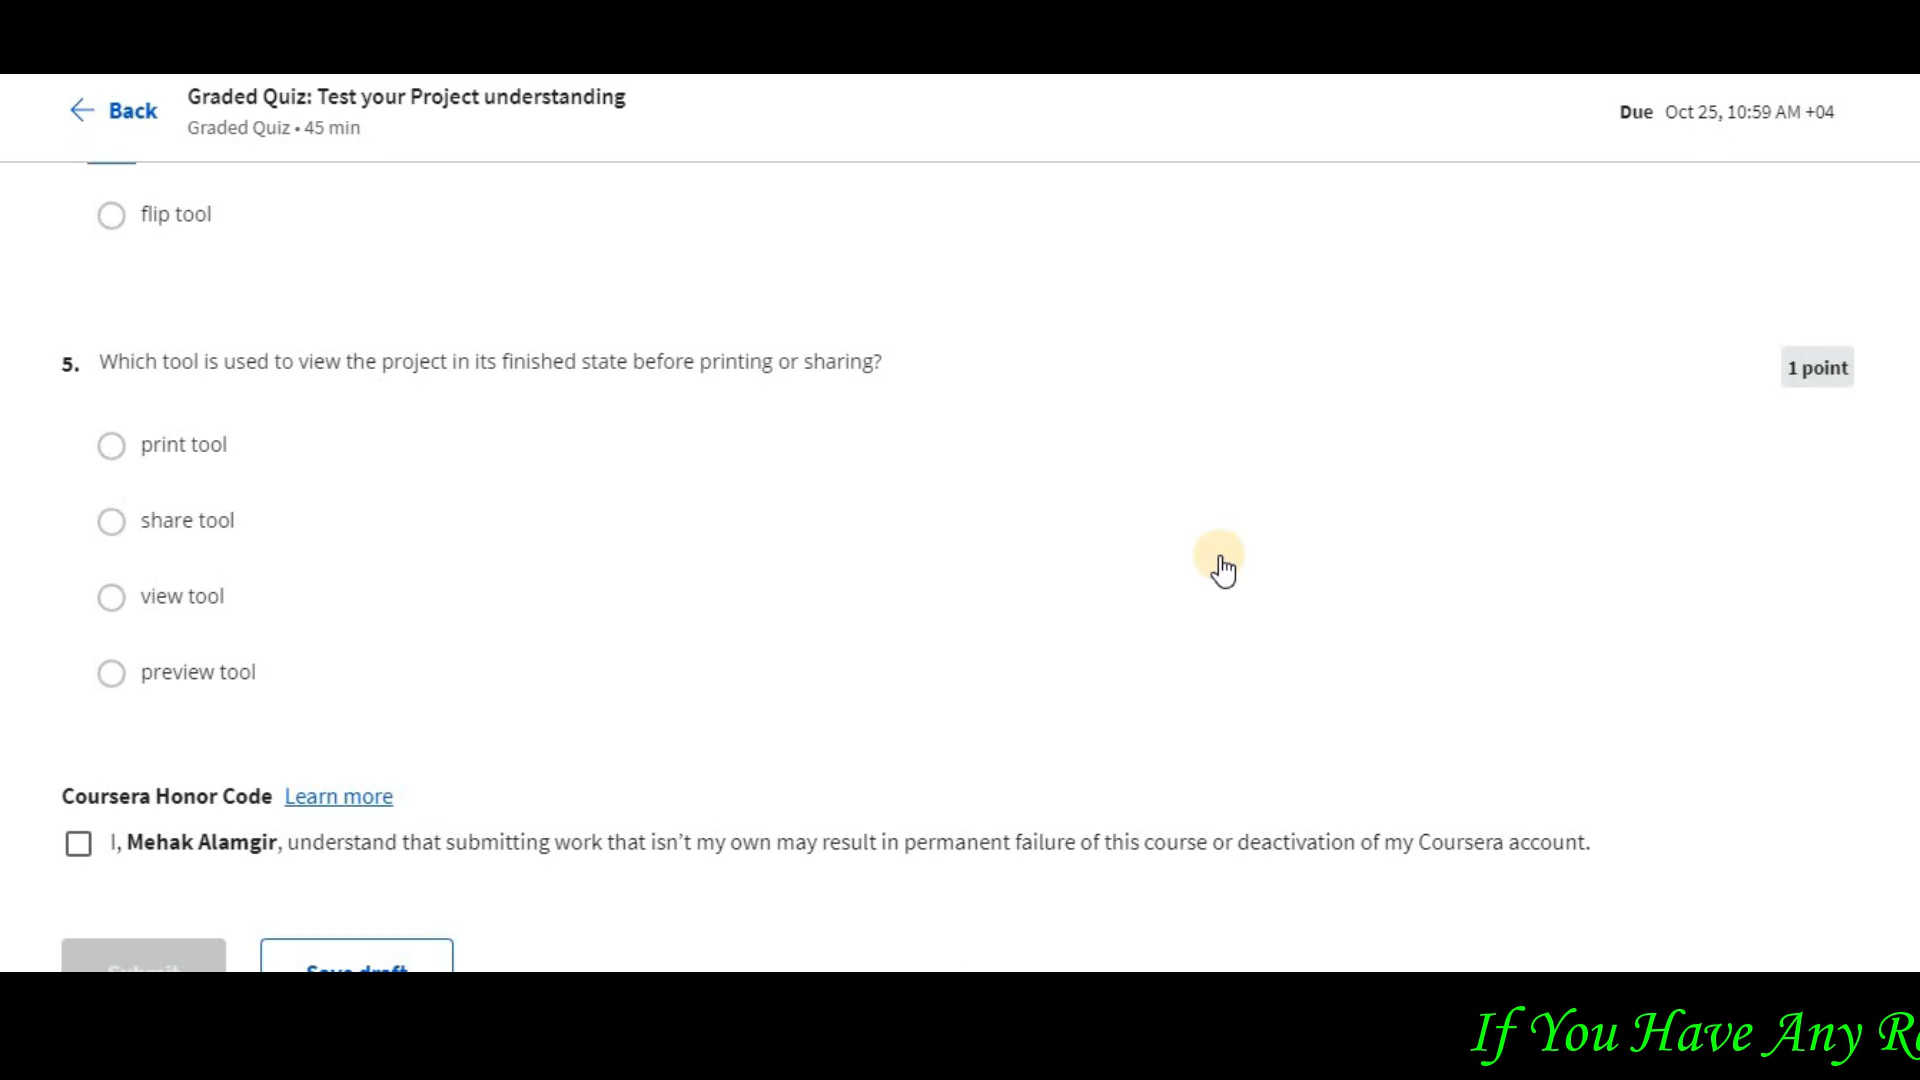 Back
Graded Quiz: Test your Project understanding
Graded Quiz • 45 min
Due Oct 25, 10:59 AM +04
flip tool
5. Which tool is used to view the project in its finished state before printing or sharing?
1 point
print tool
share tool
view tool
preview tool
Coursera Honor Code Learn more
I, Mehak Alamgir, understand that submitting work that isn't my own may result in permanent failure of this course or deactivation of my Coursera account.
Submit
Save draft
If You Have Any